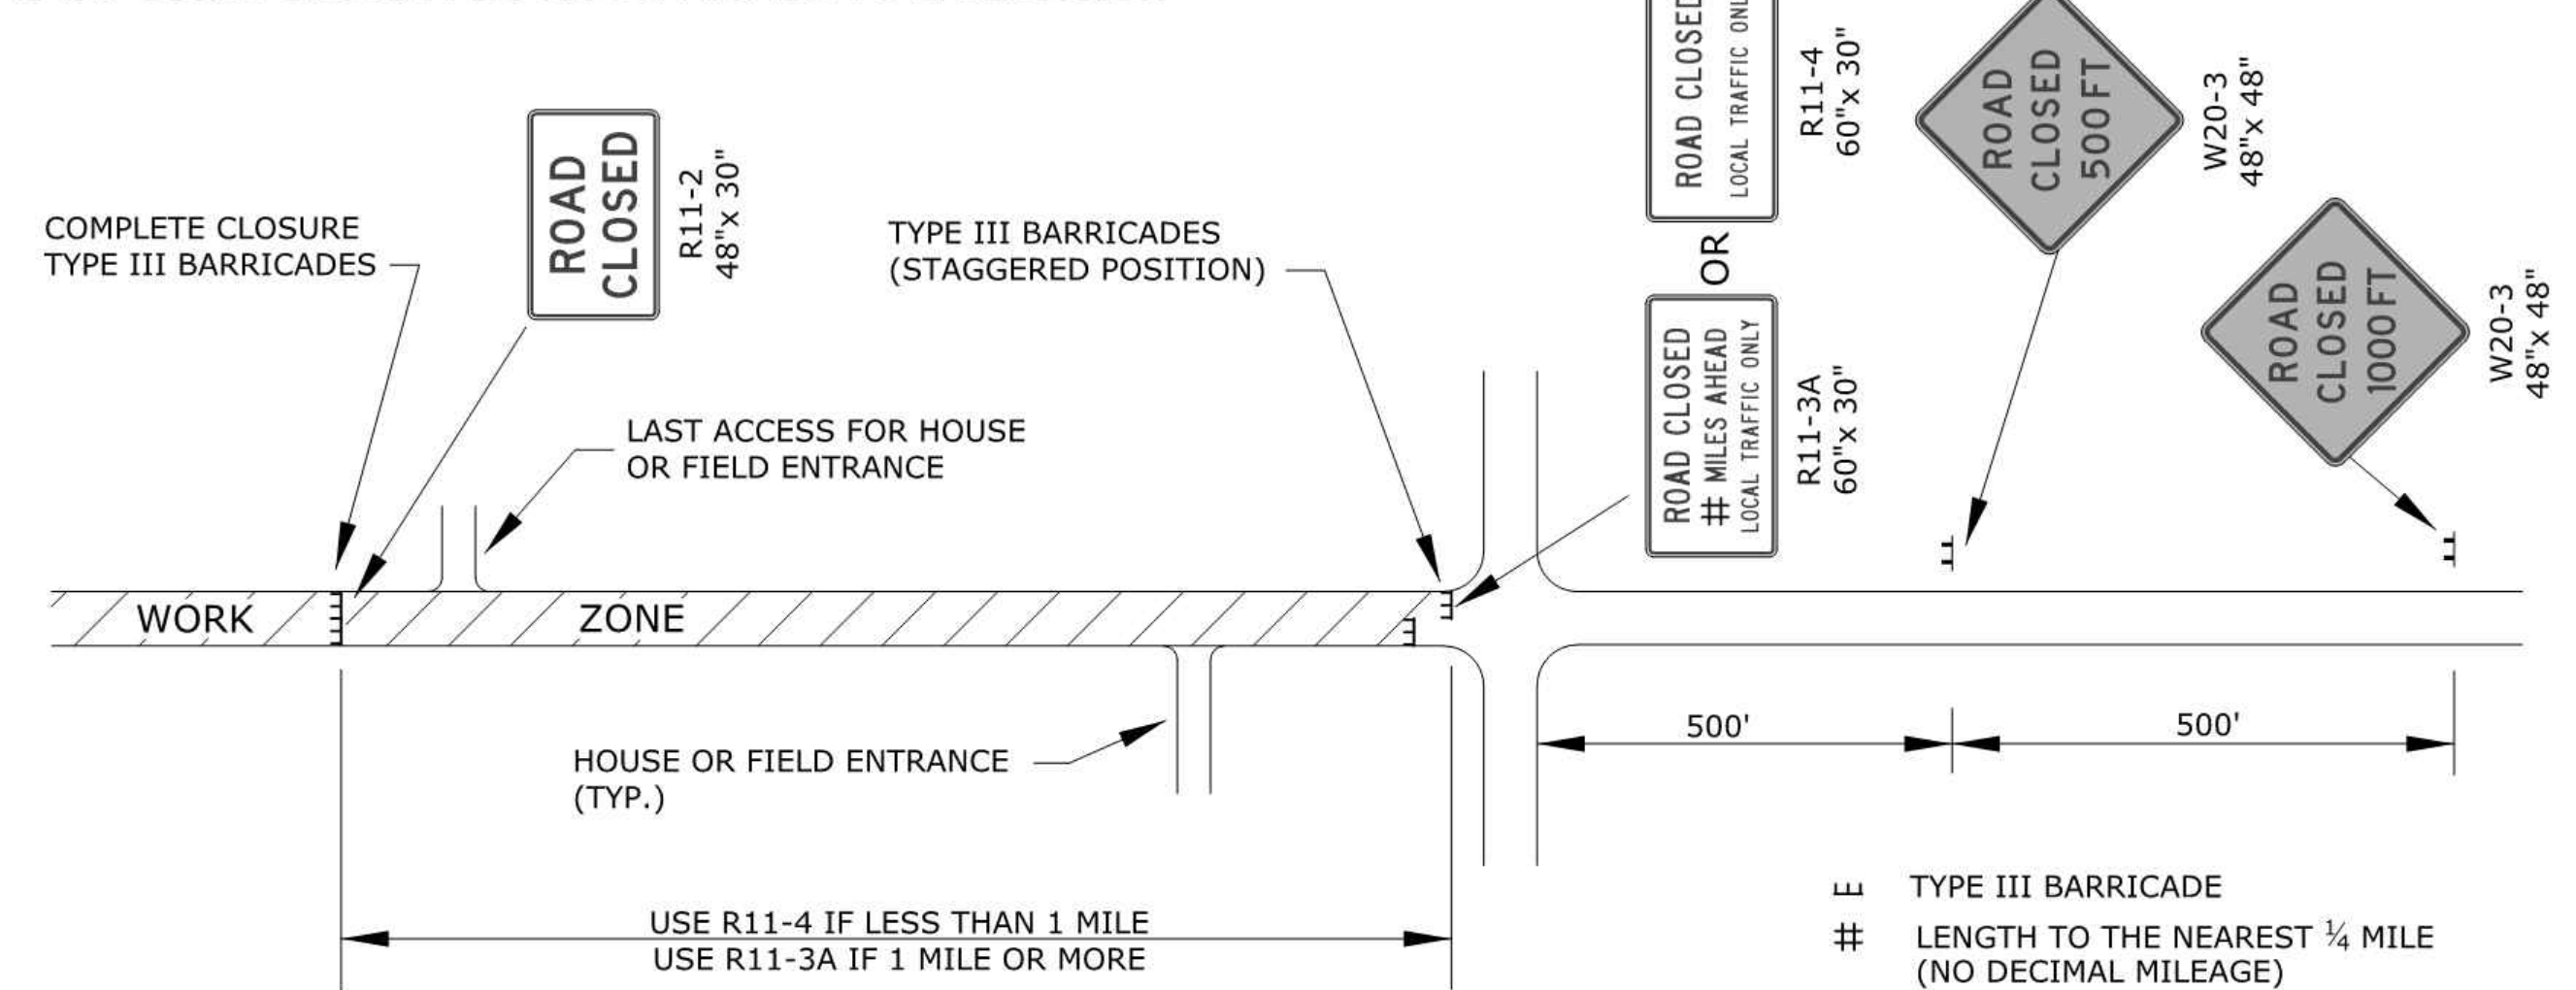 ROAD
CLOSED
R11-2
48"x 30"
COMPLETE CLOSURE
TYPE III BARRICADES
TYPE III BARRICADES
(STAGGERED POSITION)
ROAD CLOSED
LOCAL TRAFFIC ONLY
R11-4
60"x 30"
OR
ROAD CLOSED
# MILES AHEAD
LOCAL TRAFFIC ONLY
R11-3A
60"x 30"
ROAD
CLOSED
500 FT
W20-3
48"x 48"
ROAD
CLOSED
1000 FT
W20-3
48"x 48"
LAST ACCESS FOR HOUSE
OR FIELD ENTRANCE
WORK ZONE
HOUSE OR FIELD ENTRANCE
(TYP.)
500'
500'
USE R11-4 IF LESS THAN 1 MILE
USE R11-3A IF 1 MILE OR MORE
TYPE III BARRICADE
# LENGTH TO THE NEAREST ¼ MILE
(NO DECIMAL MILEAGE)